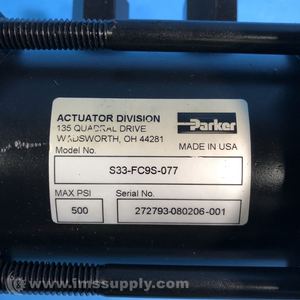 ACTUATOR DIVISION
135 QUADRAL DRIVE
WADSWORTH, OH 44281
Parker
Model No.
MADE IN USA
S33-FC9S-077
MAX PSI
Serial No.
500
272793-080206-001
© www.imssupply.com